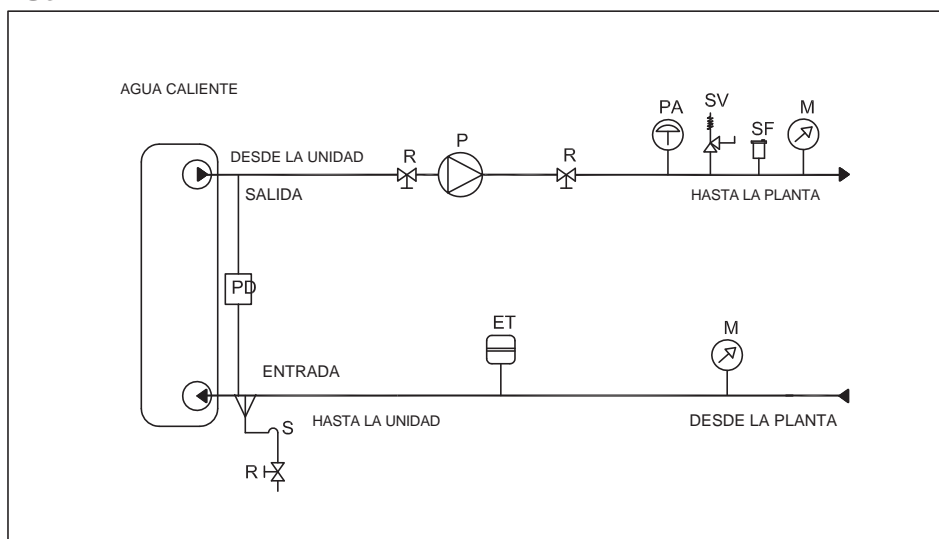 AGUA CALIENTE
PA
SV
M
SF
P
R
R
DESDE LA UNIDAD
SALIDA
HASTA LA PLANTA
PD
ET
M
ENTRADA
HASTA LA UNIDAD
S
DESDE LA PLANTA
R